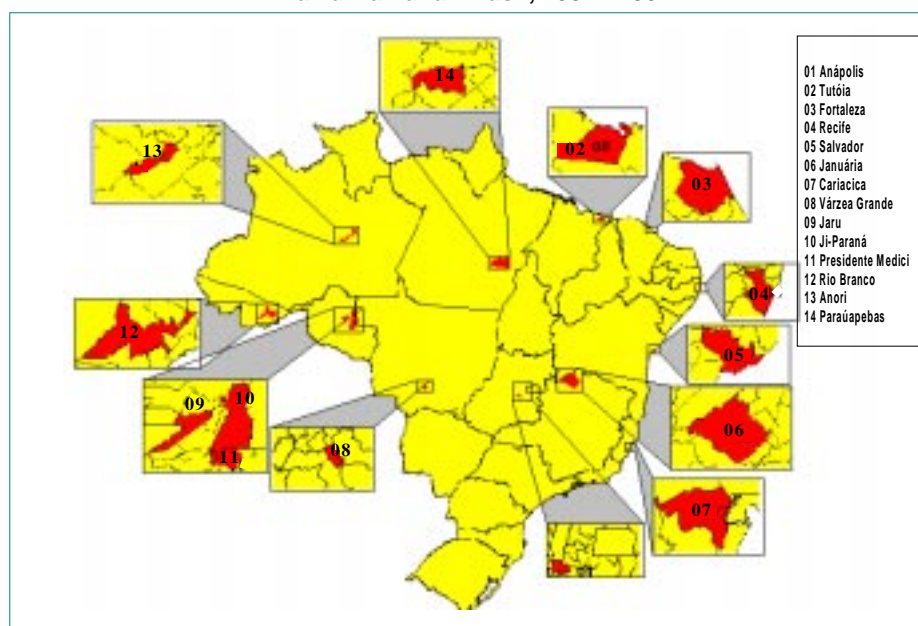 14
13
02
03
04
12
05
09
10
11
08
06
07
01 Anápolis
02 Tutóia
03 Fortaleza
04 Recife
05 Salvador
06 Januária
07 Cariacica
08 Várzea Grande
09 Jaru
10 Ji-Paraná
11 Presidente Medici
12 Rio Branco
13 Anori
14 Paraúapebas